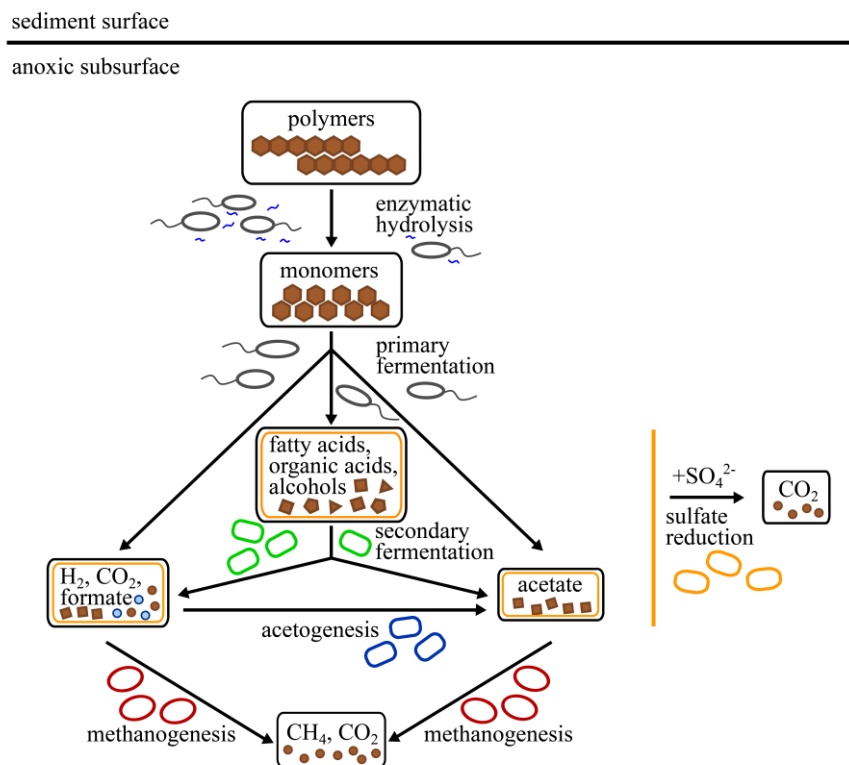 sediment surface
anoxic subsurface
polymers
enzymatic
hydrolysis
monomers
primary
fermentation
fatty acids,
organic acids,
alcohols
secondary
fermentation
H₂, CO₂,
formate
acetate
acetogenesis
methanogenesis
methanogenesis
CH₄, CO₂
+SO₄²⁻
sulfate
reduction
CO₂